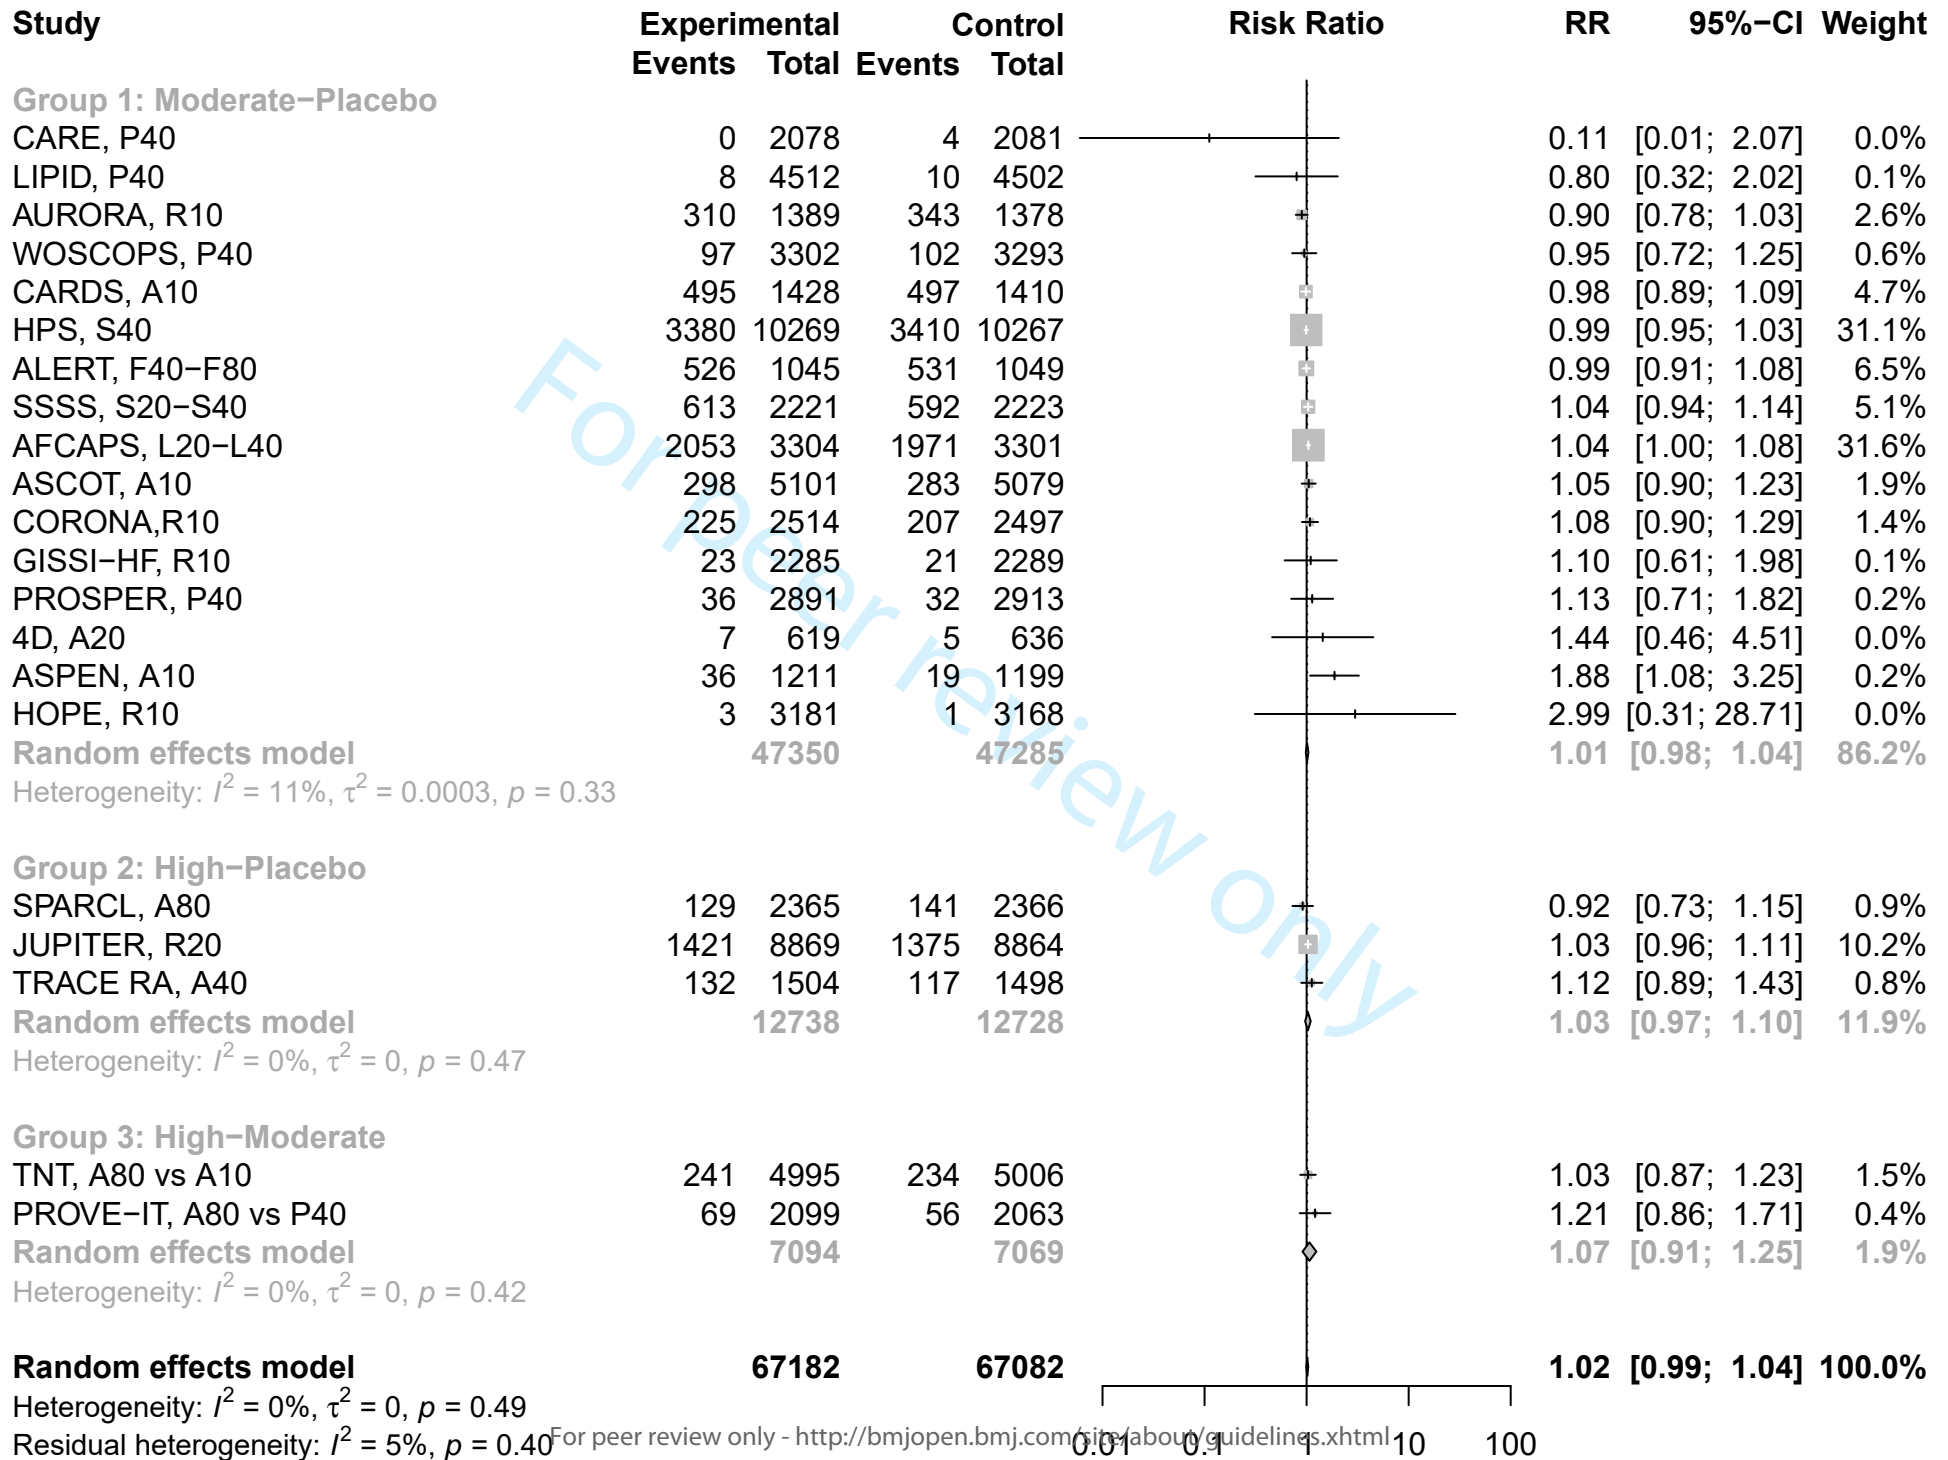 Study Experimental Control Risk Ratio RR 95%−CI Weight
Events Total Events Total
Group 1: Moderate−Placebo
CARE, P40 0 2078 4 2081 0.11 [0.01; 2.07] 0.0%
LIPID, P40 8 4512 10 4502 0.80 [0.32; 2.02] 0.1%
AURORA, R10 310 1389 343 1378 0.90 [0.78; 1.03] 2.6%
WOSCOPS, P40 97 3302 102 3293 0.95 [0.72; 1.25] 0.6%
CARDS, A10 495 1428 497 1410 0.98 [0.89; 1.09] 4.7%
HPS, S40 3380 10269 3410 10267 0.99 [0.95; 1.03] 31.1%
ALERT, F40−F80 526 1045 531 1049 0.99 [0.91; 1.08] 6.5%
SSSS, S20−S40 613 2221 592 2223 1.04 [0.94; 1.14] 5.1%
AFCAPS, L20−L40 2053 3304 1971 3301 1.04 [1.00; 1.08] 31.6%
ASCOT, A10 298 5101 283 5079 1.05 [0.90; 1.23] 1.9%
CORONA,R10 225 2514 207 2497 1.08 [0.90; 1.29] 1.4%
GISSI−HF, R10 23 2285 21 2289 1.10 [0.61; 1.98] 0.1%
PROSPER, P40 36 2891 32 2913 1.13 [0.71; 1.82] 0.2%
4D, A20 7 619 5 636 1.44 [0.46; 4.51] 0.0%
ASPEN, A10 36 1211 19 1199 1.88 [1.08; 3.25] 0.2%
HOPE, R10 3 3181 1 3168 2.99 [0.31; 28.71] 0.0%
Random effects model 47350 47285 1.01 [0.98; 1.04] 86.2%
Heterogeneity: I² = 11%, τ² = 0.0003, p = 0.33
Group 2: High−Placebo
SPARCL, A80 129 2365 141 2366 0.92 [0.73; 1.15] 0.9%
JUPITER, R20 1421 8869 1375 8864 1.03 [0.96; 1.11] 10.2%
TRACE RA, A40 132 1504 117 1498 1.12 [0.89; 1.43] 0.8%
Random effects model 12738 12728 1.03 [0.97; 1.10] 11.9%
Heterogeneity: I² = 0%, τ² = 0, p = 0.47
Group 3: High−Moderate
TNT, A80 vs A10 241 4995 234 5006 1.03 [0.87; 1.23] 1.5%
PROVE−IT, A80 vs P40 69 2099 56 2063 1.21 [0.86; 1.71] 0.4%
Random effects model 7094 7069 1.07 [0.91; 1.25] 1.9%
Heterogeneity: I² = 0%, τ² = 0, p = 0.42
Random effects model 67182 67082 1.02 [0.99; 1.04] 100.0%
Heterogeneity: I² = 0%, τ² = 0, p = 0.49
Residual heterogeneity: I² = 5%, p = 0.40
0.01 0.1 1 10 100
For peer review only - http://bmjopen.bmj.com/site/about/guidelines.xhtml
For peer review only